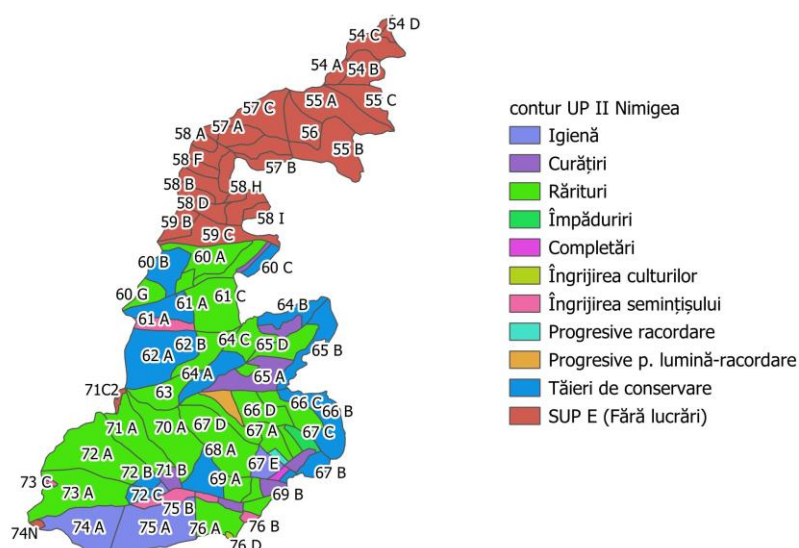 54 D
54 C
54 A
54 B
55 A
55 C
57 C
57 A
56
58 A
55 B
58 F
57 B
58 B
58 H
58 D
58 I
59 B
59 C
60 A
60 B
60 C
60 G
61 A
61 C
64 B
61 A
62 B
64 C
65 D
65 B
62 A
64 A
65 A
71C2
63
66 C
66 B
66 D
71 A
70 A
67 D
67 A
67 C
72 A
68 A
72 B
71 B
67 E
67 B
73 C
73 A
72 C
69 A
69 B
75 B
74N
74 A
75 A
76 A
76 B
76 D
contur UP II Nimigea
Igienă
Curățiri
Rărituri
Împăduriri
Completări
Îngrijirea culturilor
Îngrijirea semințișului
Progresive racordare
Progresive p. lumină-racordare
Tăieri de conservare
SUP E (Fără lucrări)